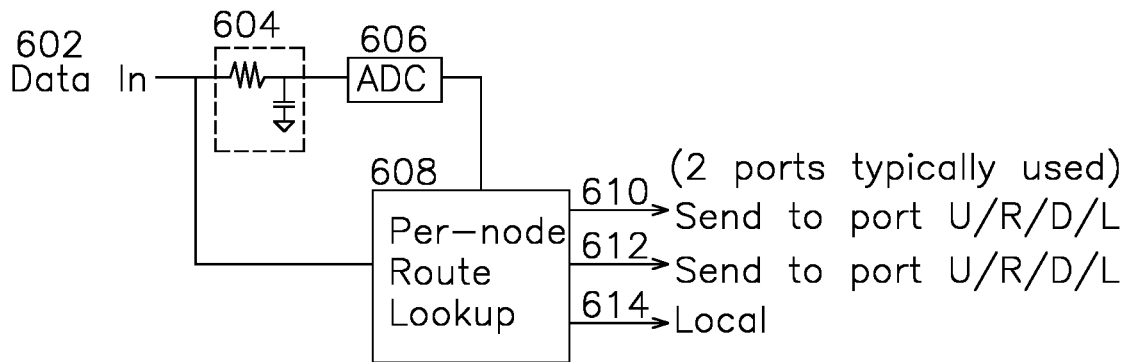 602
Data In
604
606
ADC
608
Per-node
Route
Lookup
(2 ports typically used)
610
Send to port U/R/D/L
612
Send to port U/R/D/L
614
Local